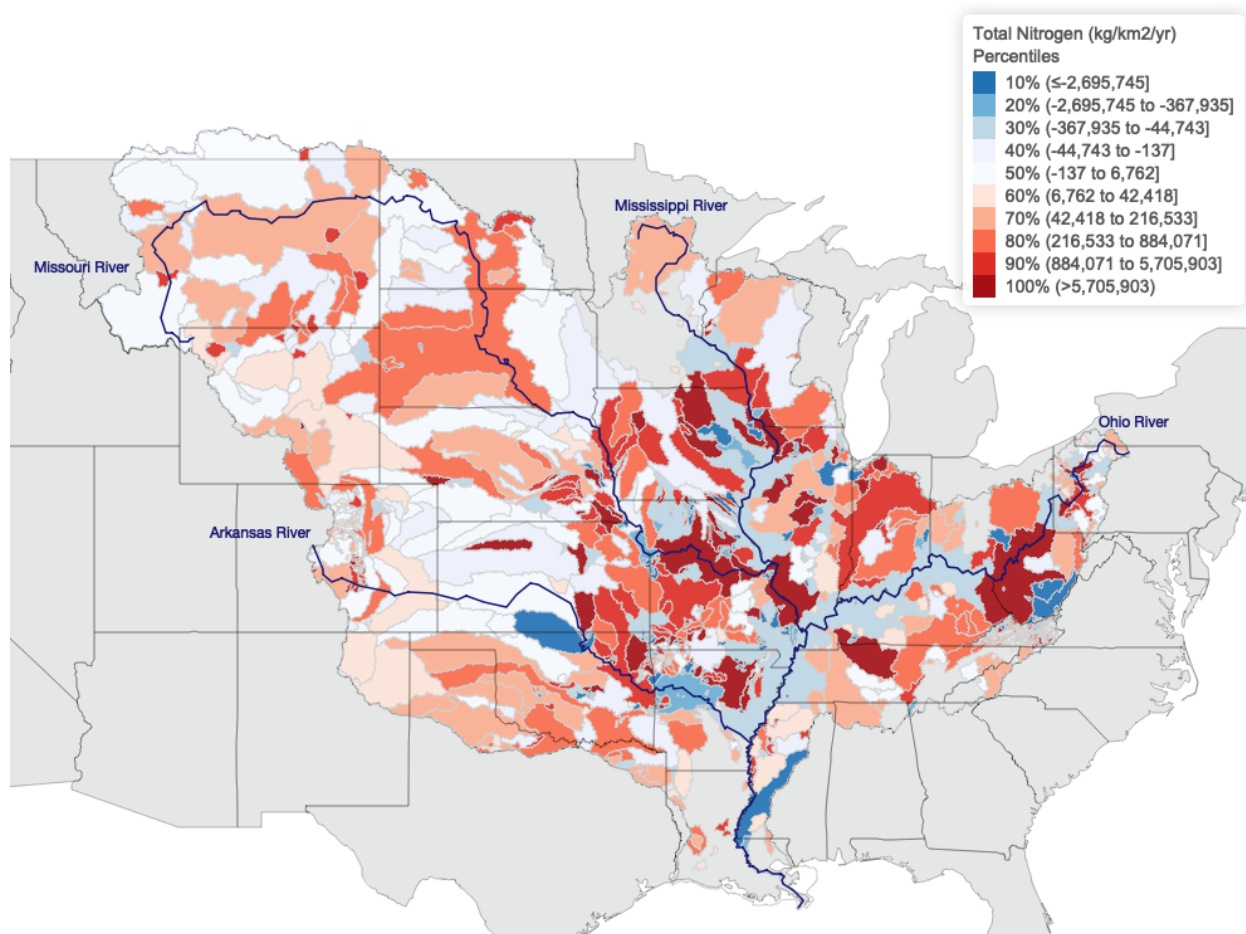 Total Nitrogen (kg/km2/yr)
Percentiles
10% (≤-2,695,745]
20% (-2,695,745 to -367,935]
30% (-367,935 to -44,743]
40% (-44,743 to -137]
50% (-137 to 6,762]
60% (6,762 to 42,418]
70% (42,418 to 216,533]
80% (216,533 to 884,071]
90% (884,071 to 5,705,903]
100% (>5,705,903)
Mississippi River
Missouri River
Ohio River
Arkansas River